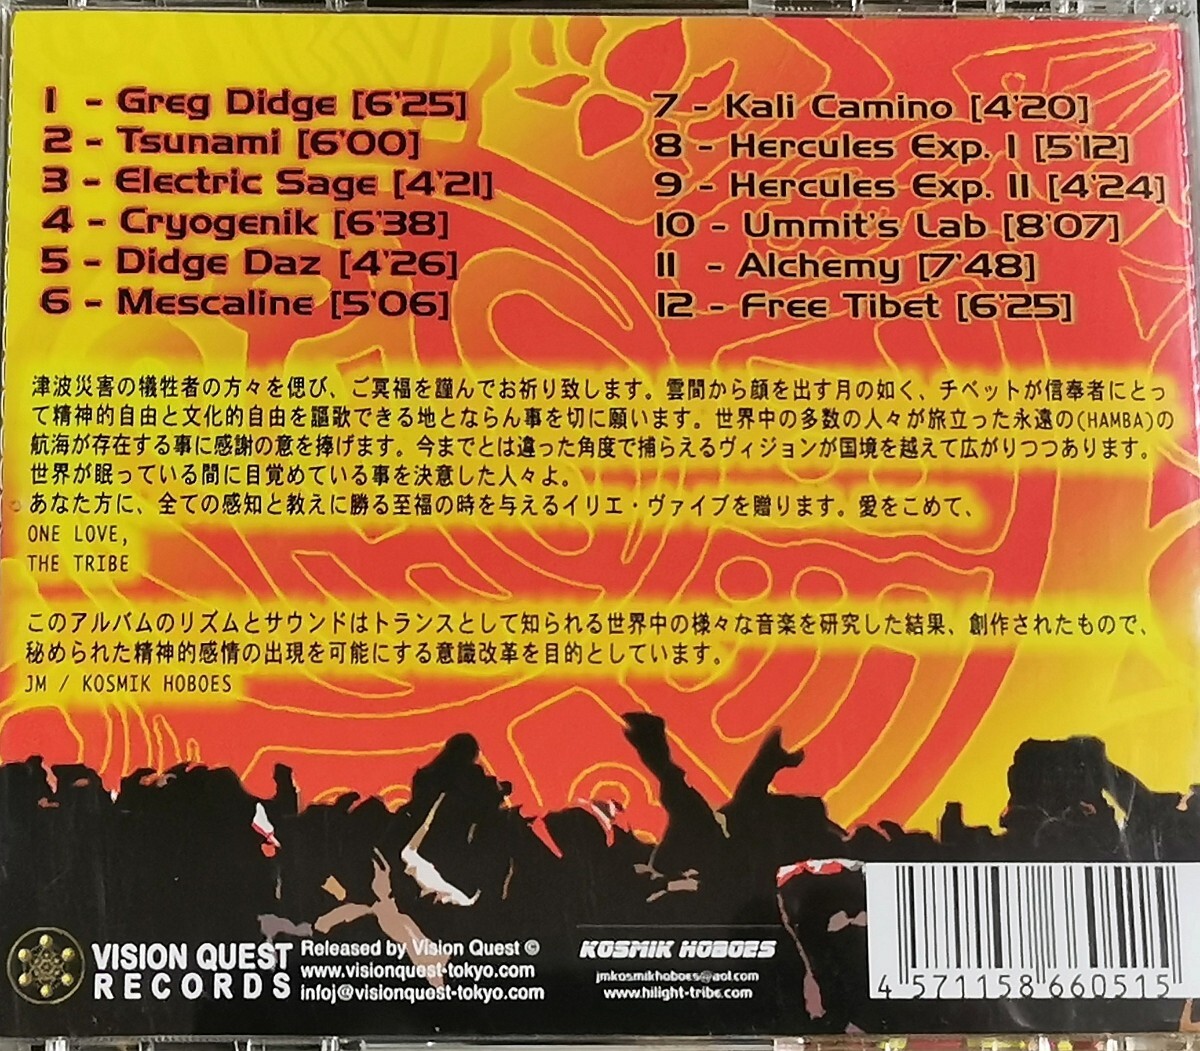 1 - Greg Didge [6'25]
2 - Tsunami [6'00]
3 - Electric Sage [4'21]
4 - Cryogenik [6'38]
5 - Didge Daz [4'26]
6 - Mescaline [5'06]
7 - Kali Camino [4'20]
8 - Hercules Exp. I [5'12]
9 - Hercules Exp. II [4'24]
10 - Ummit's Lab [8'07]
11 - Alchemy [7'48]
12 - Free Tibet [6'25]
津波災害の犠牲者の方々を偲び、ご冥福を謹んでお祈り致します。雲間から顔を出す月の如く、チベットが信奉者にとっ
て精神的自由と文化的自由を謳歌できる地とならん事を切に願います。世界中の多数の人々が旅立った永遠の(HAMBA)の
航海が存在する事に感謝の意を捧げます。今までとは違った角度で捕らえるヴィジョンが国境を越えて広がりつつあります。
世界が眠っている間に目覚めている事を決意した人々よ。
あなた方に、全ての感知と教えに勝る至福の時を与えるイリエ・ヴァイブを贈ります。愛をこめて、
ONE LOVE,
THE TRIBE
このアルバムのリズムとサウンドはトランスとして知られる世界中の様々な音楽を研究した結果、創作されたもので、
秘められた精神的感情の出現を可能にする意識改革を目的としています。
JM / KOSMIK HOBOES
VISION QUEST
RECORDS
Released by Vision Quest ©
www.visionquest-tokyo.com
infoj@visionquest-tokyo.com
KOSMIK HOBOES
jmkosmikhoboes@aol.com
www.hilight-tribe.com
4 571158 660515